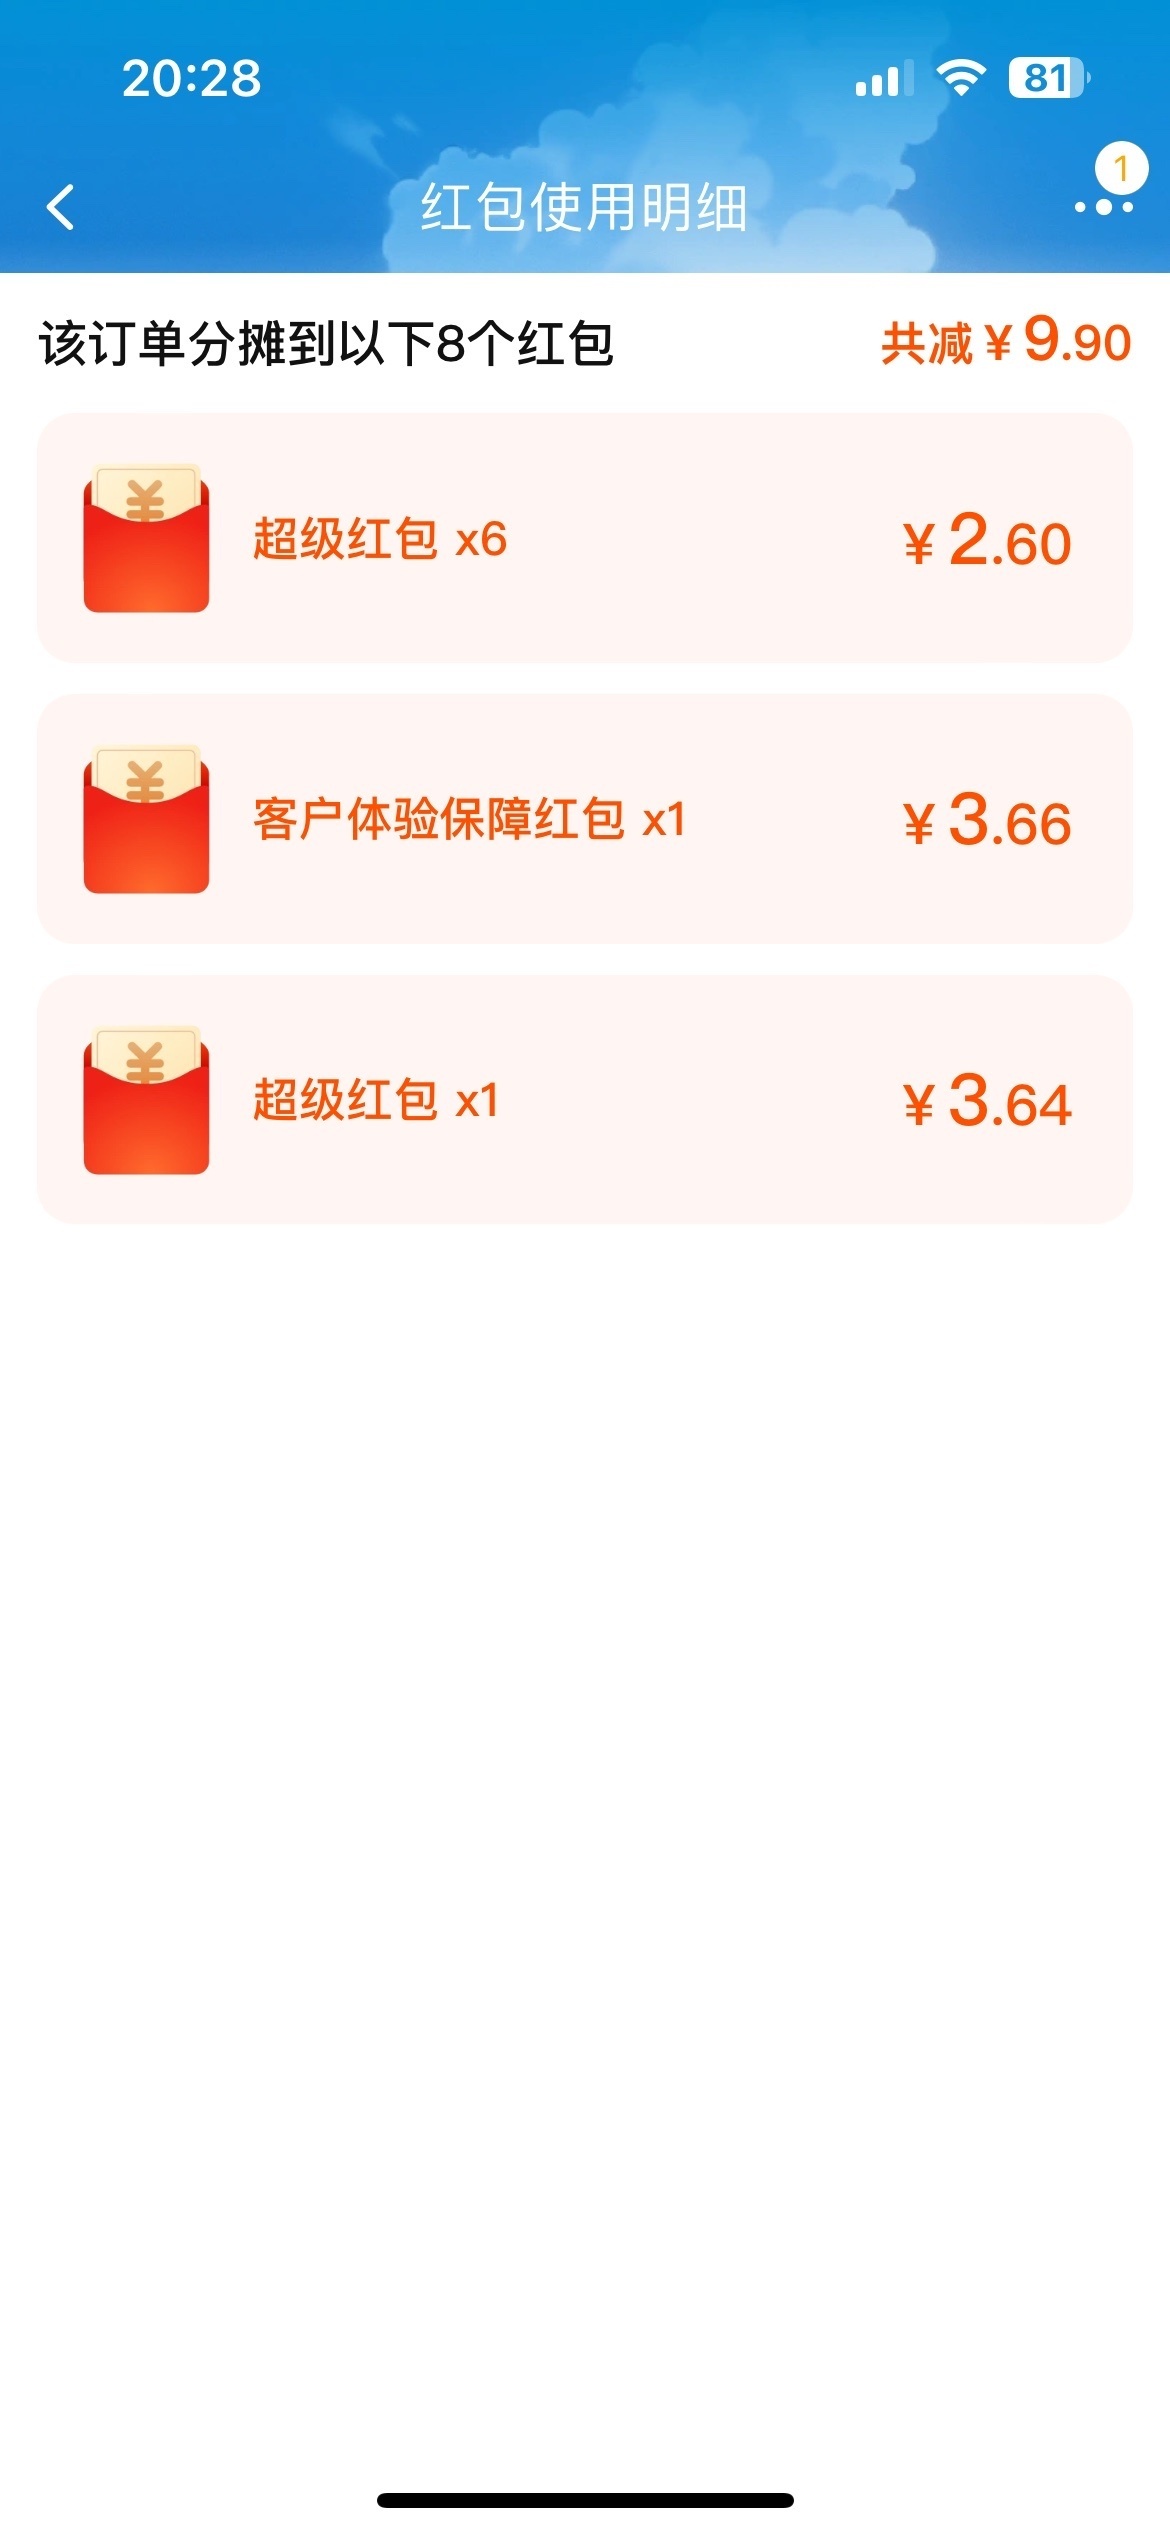 20:28
81
1
红包使用明细
该订单分摊到以下8个红包 共减¥9.90
¥
超级红包 x6 ¥2.60
¥
客户体验保障红包 x1 ¥3.66
¥
超级红包 x1 ¥3.64